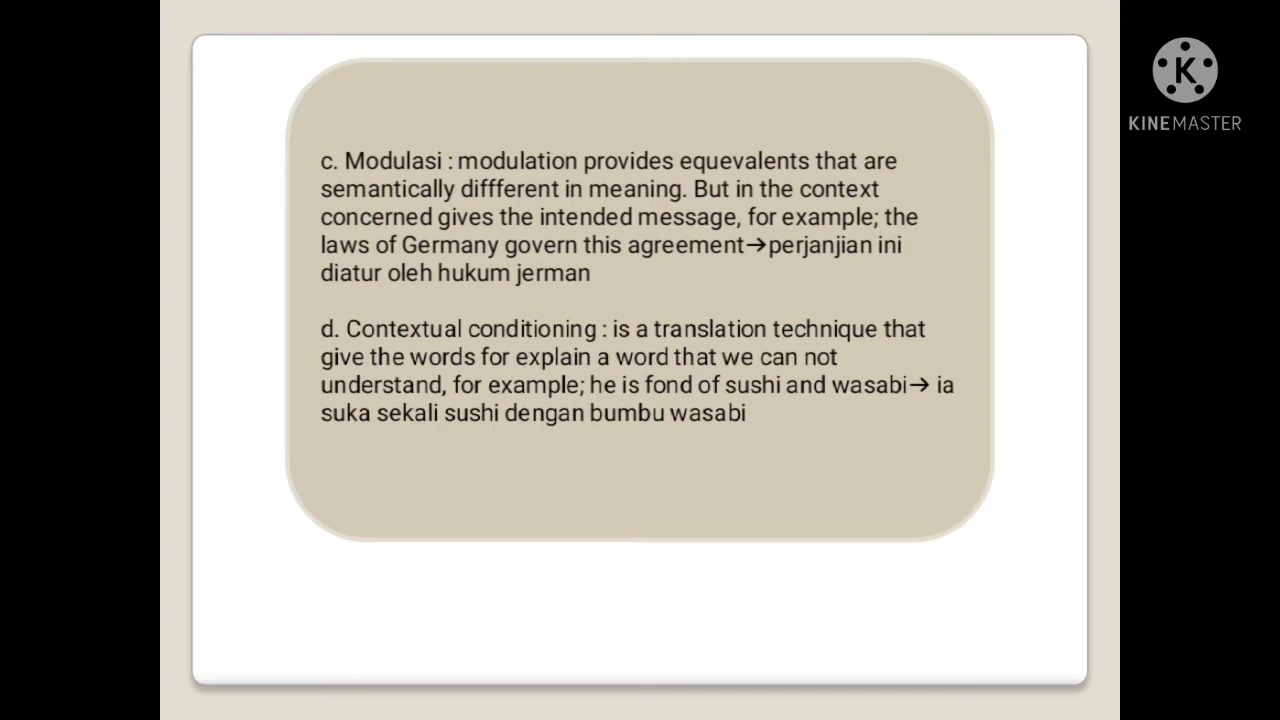 c. Modulasi : modulation provides equevalents that are
semantically diffferent in meaning. But in the context
concerned gives the intended message, for example; the
laws of Germany govern this agreement→perjanjian ini
diatur oleh hukum jerman
d. Contextual conditioning : is a translation technique that
give the words for explain a word that we can not
understand, for example; he is fond of sushi and wasabi→ ia
suka sekali sushi dengan bumbu wasabi
K
KINEMASTER